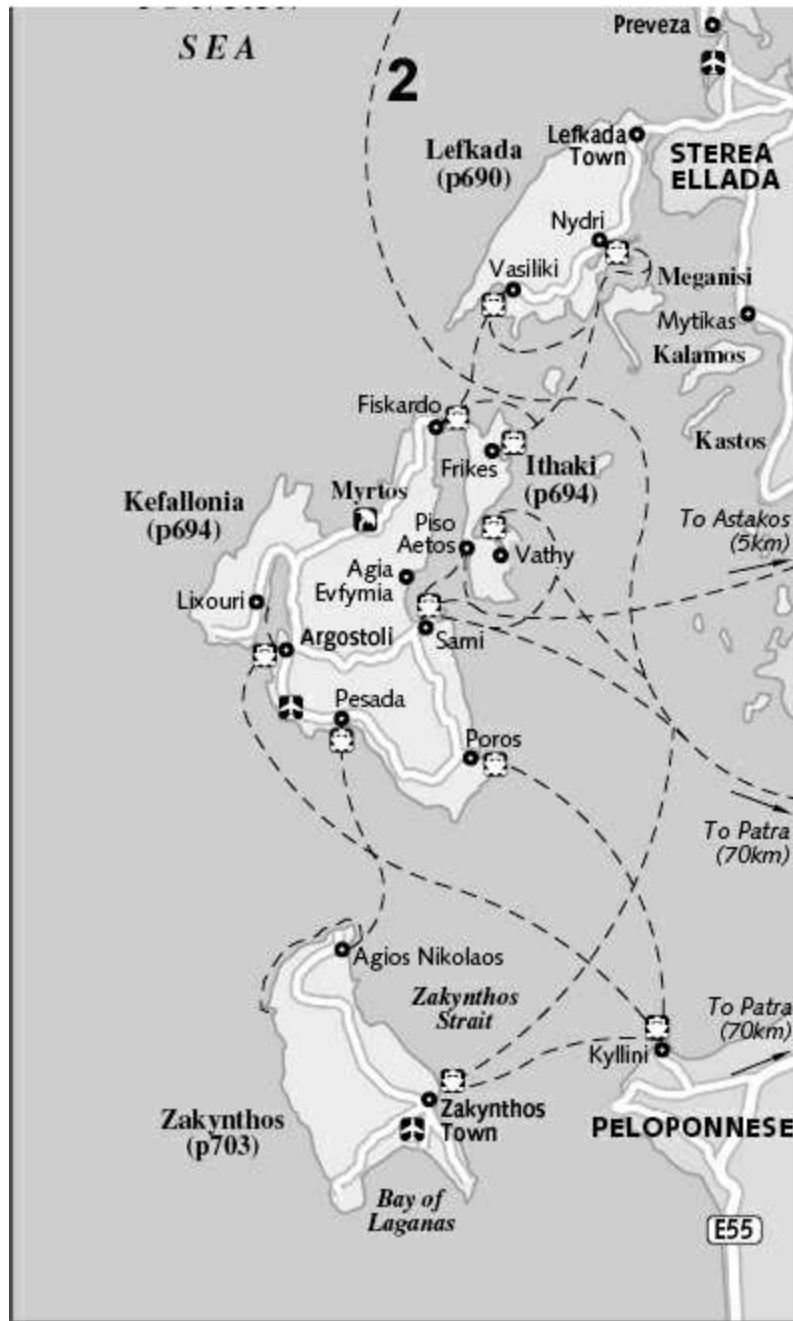 SEA
Preveza
2
Lefkada
Town
STEREA
ELLADA
Lefkada
(p690)
Nydri
Vasiliki
Meganisi
Mytikas
Kalamos
Fiskardo
Kastos
Frikes
Ithaki
(p694)
Myrtos
Kefallonia
(p694)
Piso
Aetos
Vathy
To Astakos
(5km)
Agia
Evfymia
Lixouri
Argostoli
Sami
Pesada
Poros
To Patra
(70km)
Agios Nikolaos
Zakynthos
Strait
To Patra
(70km)
Kyllini
Zakynthos
(p703)
Zakynthos
Town
PELOPONNESE
Bay of
Laganas
E55